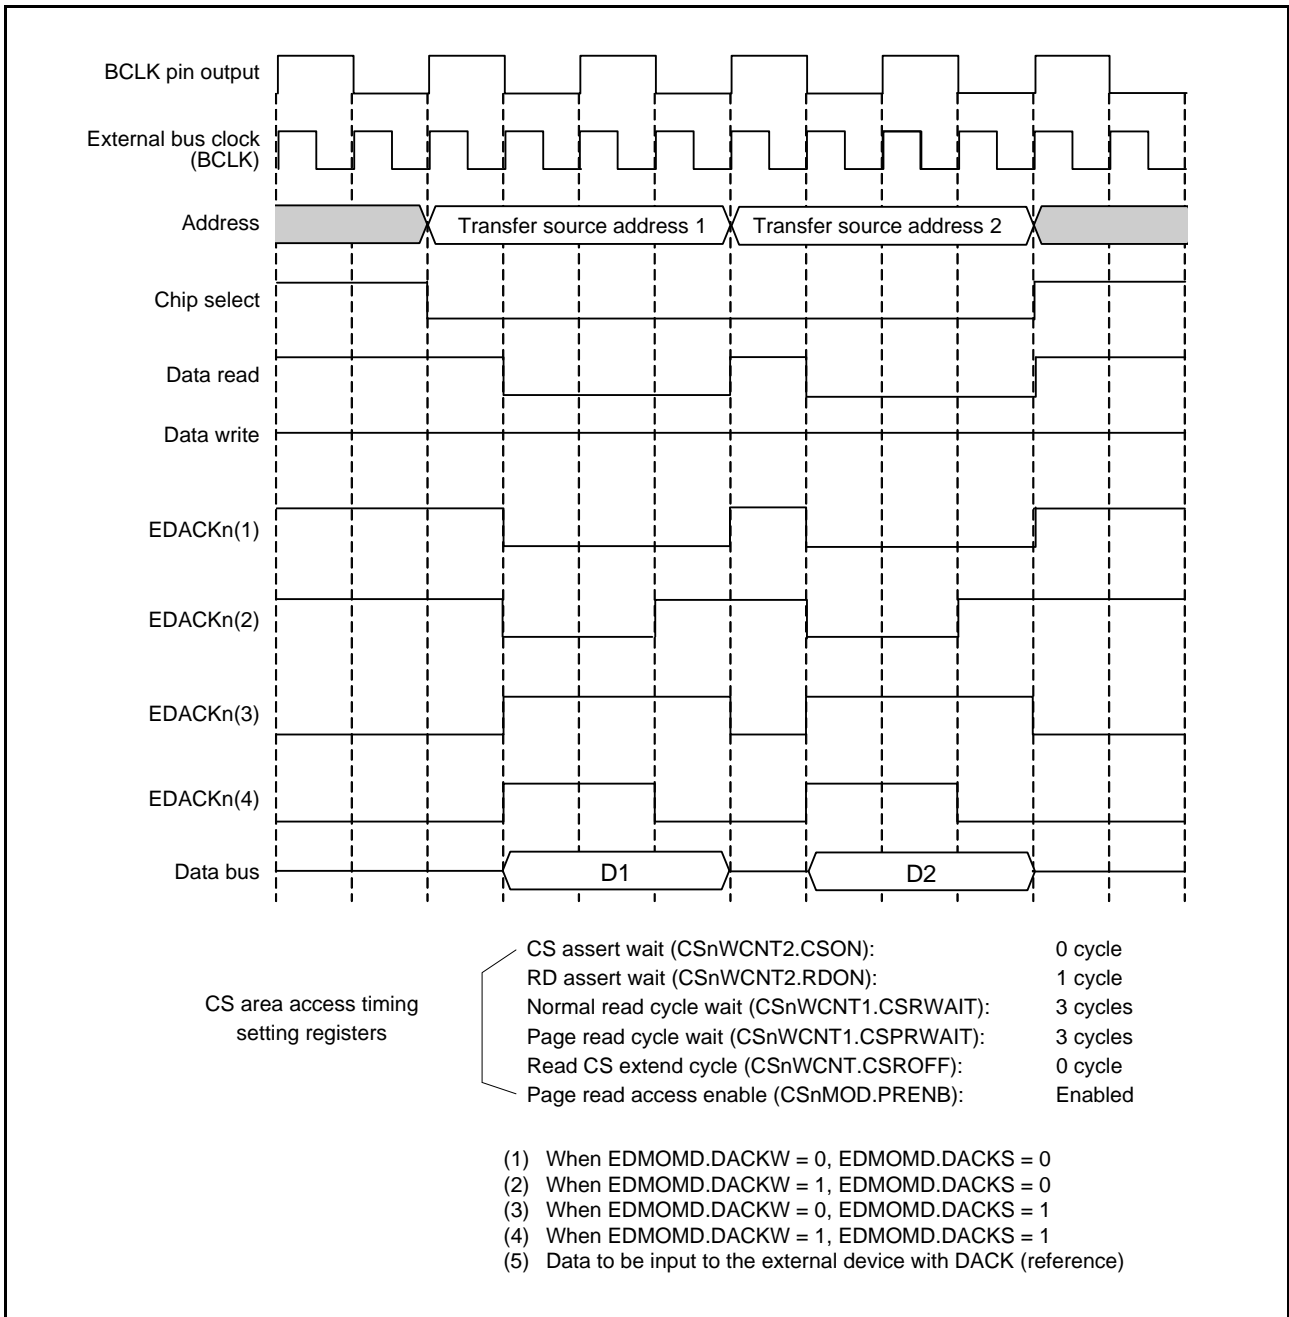 BCLK pin output
External bus clock
(BCLK)
Address
Transfer source address 1
Transfer source address 2
Chip select
Data read
Data write
EDACKn(1)
EDACKn(2)
EDACKn(3)
EDACKn(4)
Data bus
D1
D2
CS area access timing
setting registers
CS assert wait (CSnWCNT2.CSON): 0 cycle
RD assert wait (CSnWCNT2.RDON): 1 cycle
Normal read cycle wait (CSnWCNT1.CSRWAIT): 3 cycles
Page read cycle wait (CSnWCNT1.CSPRWAIT): 3 cycles
Read CS extend cycle (CSnWCNT.CSROFF): 0 cycle
Page read access enable (CSnMOD.PRENB): Enabled
(1) When EDMOMD.DACKW = 0, EDMOMD.DACKS = 0
(2) When EDMOMD.DACKW = 1, EDMOMD.DACKS = 0
(3) When EDMOMD.DACKW = 0, EDMOMD.DACKS = 1
(4) When EDMOMD.DACKW = 1, EDMOMD.DACKS = 1
(5) Data to be input to the external device with DACK (reference)